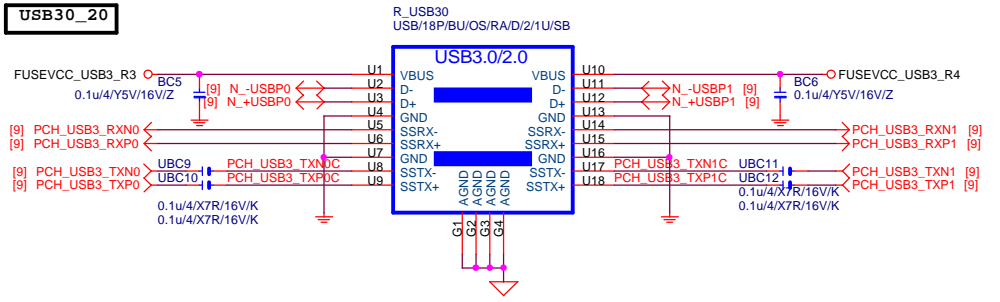 USB30_20
R_USB30
USB/18P/BU/OS/RA/D/2/1U/SB
USB3.0/2.0
FUSEVCC_USB3_R3
U1
VBUS
VBUS
U10
FUSEVCC_USB3_R4
BC5
0.1u/4/Y5V/16V/Z
[9] N_-USBP0
U2
D-
D-
U11
N_-USBP1 [9]
BC6
0.1u/4/Y5V/16V/Z
[9] N_+USBP0
U3
D+
D+
U12
N_+USBP1 [9]
U4
GND
GND
U13
[9] PCH_USB3_RXN0
U5
SSRX-
SSRX-
U14
PCH_USB3_RXN1 [9]
[9] PCH_USB3_RXP0
U6
SSRX+
SSRX+
U15
PCH_USB3_RXP1 [9]
U7
GND
GND
U16
[9] PCH_USB3_TXN0
UBC9
PCH_USB3_TXN0C
U8
SSTX-
SSTX-
U17
PCH_USB3_TXN1C
UBC11
PCH_USB3_TXN1 [9]
[9] PCH_USB3_TXP0
UBC10
PCH_USB3_TXP0C
U9
SSTX+
SSTX+
U18
PCH_USB3_TXP1C
UBC12
PCH_USB3_TXP1 [9]
0.1u/4/X7R/16V/K
0.1u/4/X7R/16V/K
0.1u/4/X7R/16V/K
0.1u/4/X7R/16V/K
AGND
AGND
AGND
AGND
G1
G2
G3
G4